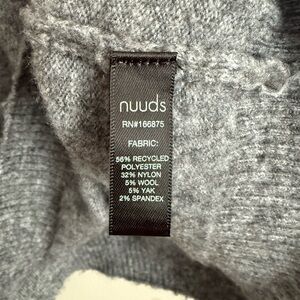 nuuds
RN#166875
FABRIC:
56% RECYCLED
POLYESTER
32% NYLON
5% WOOL
5% YAK
2% SPANDEX